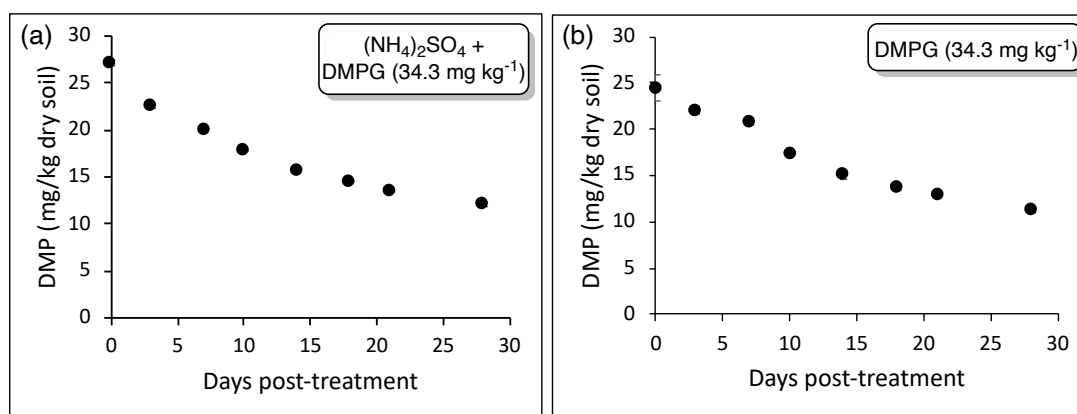 (a)
(NH₄)₂SO₄ +
DMPG (34.3 mg kg⁻¹)
DMP (mg/kg dry soil)
30
25
20
15
10
5
0
0 5 10 15 20 25 30
Days post-treatment
(b)
DMPG (34.3 mg kg⁻¹)
DMP (mg/kg dry soil)
30
25
20
15
10
5
0
0 5 10 15 20 25 30
Days post-treatment